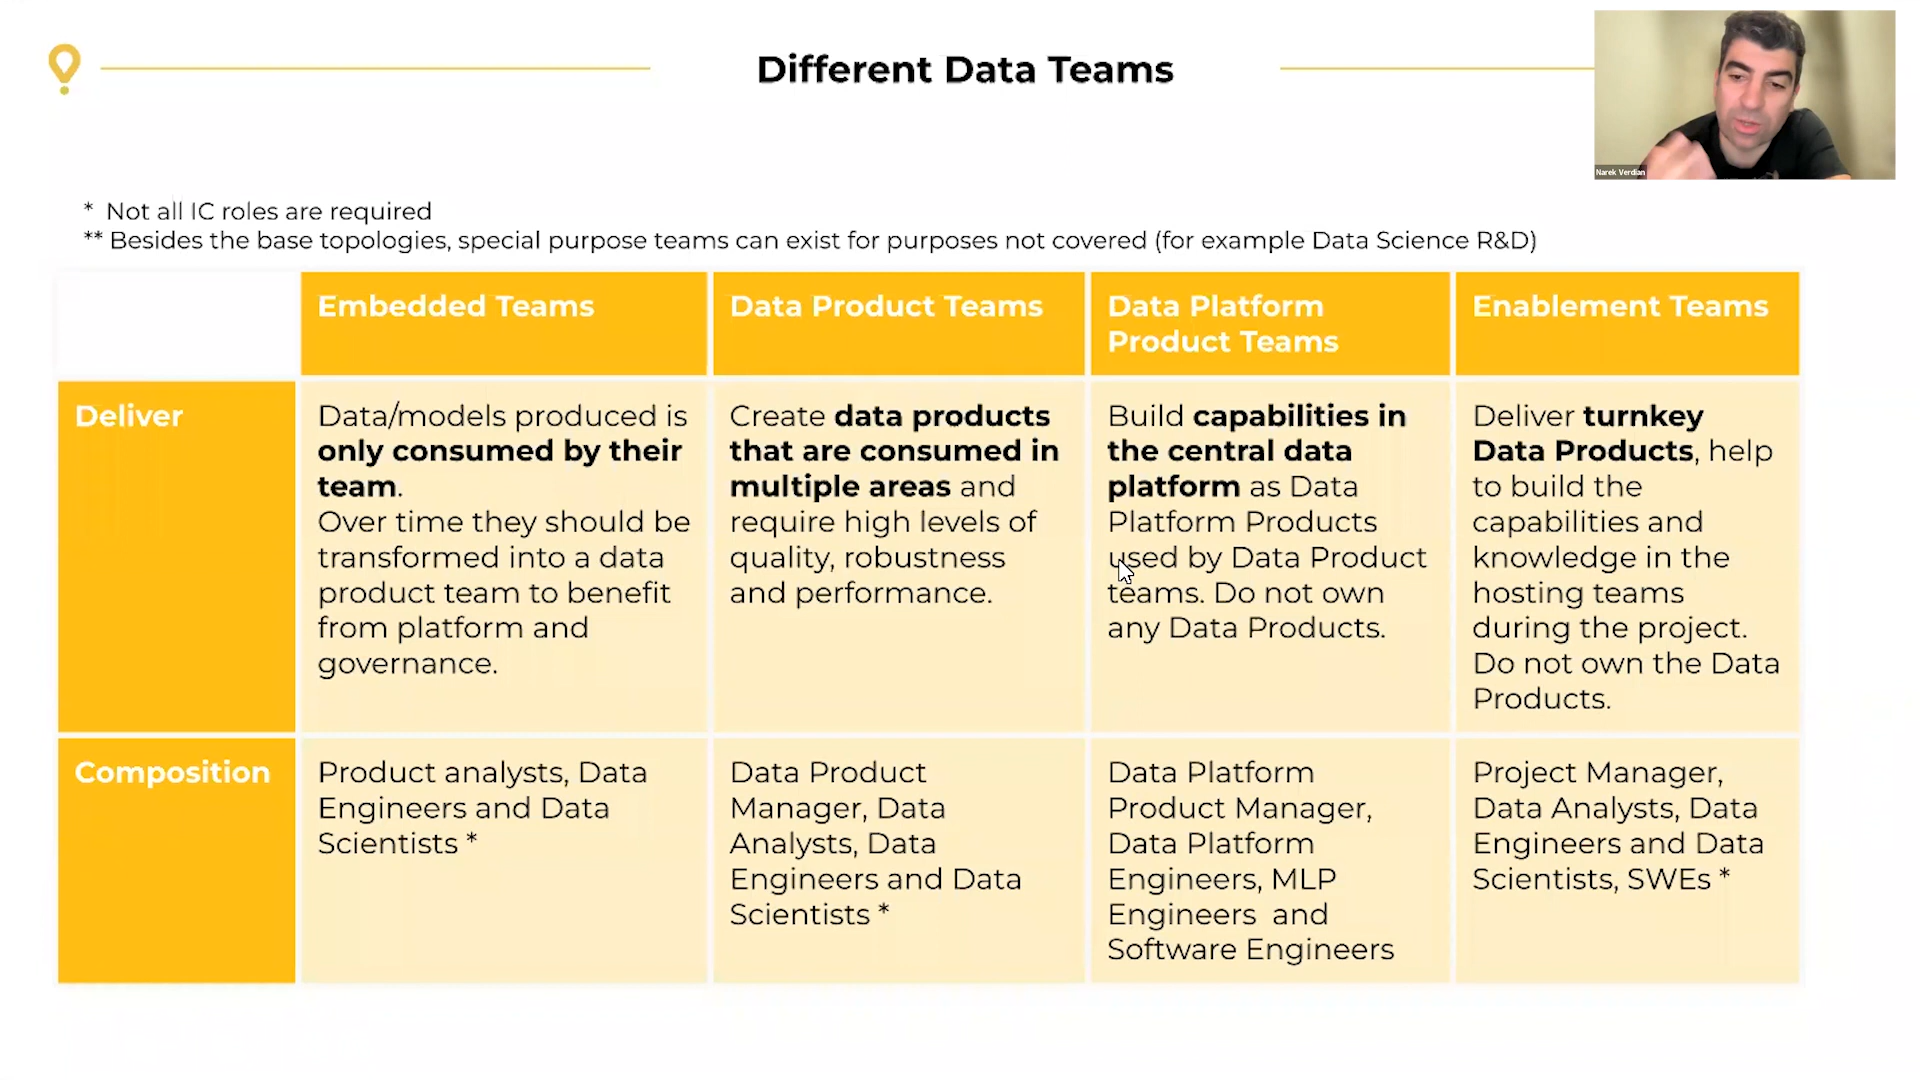 Different Data Teams
Narek Verdian
* Not all IC roles are required
** Besides the base topologies, special purpose teams can exist for purposes not covered (for example Data Science R&D)
Embedded Teams
Data Product Teams
Data Platform
Product Teams
Enablement Teams
Deliver
Data/models produced is
only consumed by their
team.
Over time they should be
transformed into a data
product team to benefit
from platform and
governance.
Create data products
that are consumed in
multiple areas and
require high levels of
quality, robustness
and performance.
Build capabilities in
the central data
platform as Data
Platform Products
used by Data Product
teams. Do not own
any Data Products.
Deliver turnkey
Data Products, help
to build the
capabilities and
knowledge in the
hosting teams
during the project.
Do not own the Data
Products.
Composition
Product analysts, Data
Engineers and Data
Scientists *
Data Product
Manager, Data
Analysts, Data
Engineers and Data
Scientists *
Data Platform
Product Manager,
Data Platform
Engineers, MLP
Engineers and
Software Engineers
Project Manager,
Data Analysts, Data
Engineers and Data
Scientists, SWEs *